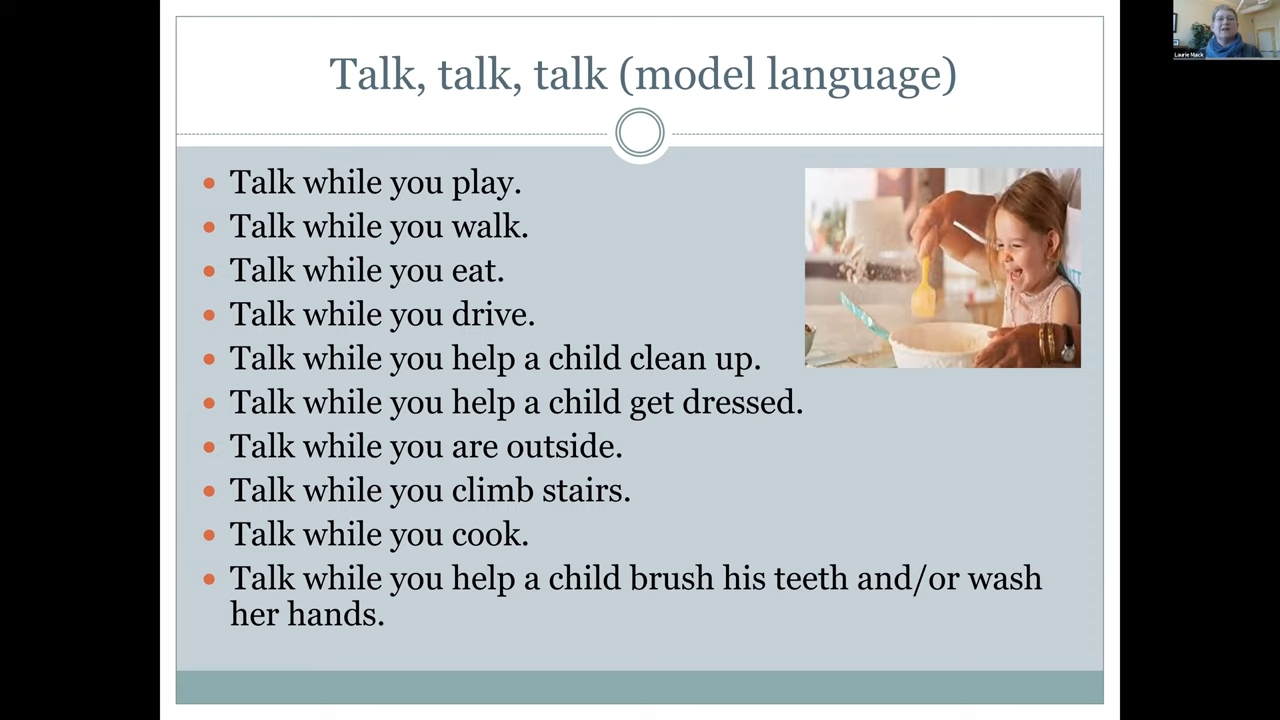 Talk, talk, talk (model language)
Laurie Mack
Talk while you play.
Talk while you walk.
Talk while you eat.
Talk while you drive.
Talk while you help a child clean up.
Talk while you help a child get dressed.
Talk while you are outside.
Talk while you climb stairs.
Talk while you cook.
Talk while you help a child brush his teeth and/or wash
her hands.